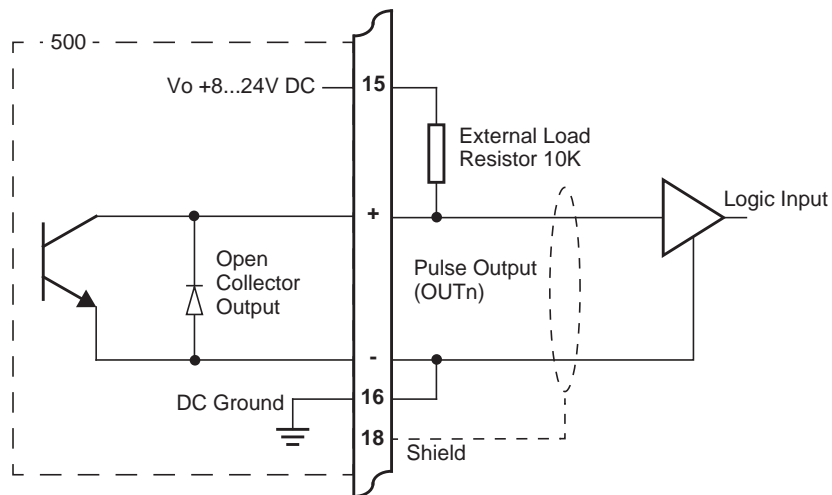 500
Vo +8...24V DC
15
External Load
Resistor 10K
+
Logic Input
Open
Collector
Output
Pulse Output
(OUTn)
-
DC Ground
16
18
Shield